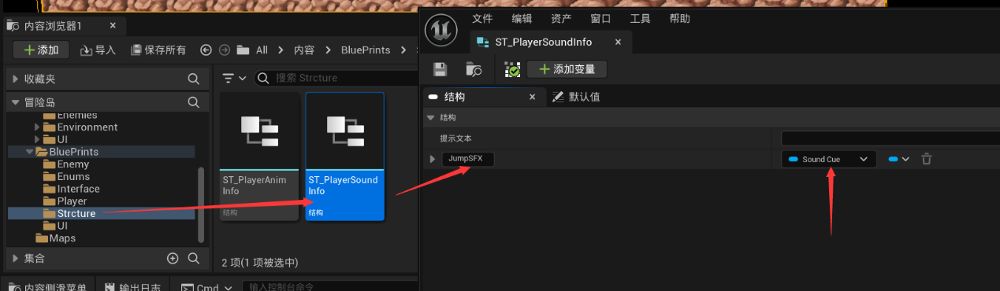 内容浏览器1
添加
导入
保存所有
All
内容
BluePrints
收藏夹
搜索 Strcture
冒险岛
Enemies
Environment
UI
BluePrints
Enemy
Enums
Interface
Player
Strcture
UI
Maps
集合
ST_PlayerAnim
Info
结构
ST_PlayerSound
Info
结构
2 项(1 项被选中)
内容侧滑菜单
输出日志
Cmd
输入控制台命令
文件
编辑
资产
窗口
工具
帮助
ST_PlayerSoundInfo
添加变量
结构
默认值
结构
提示文本
JumpSFX
Sound Cue